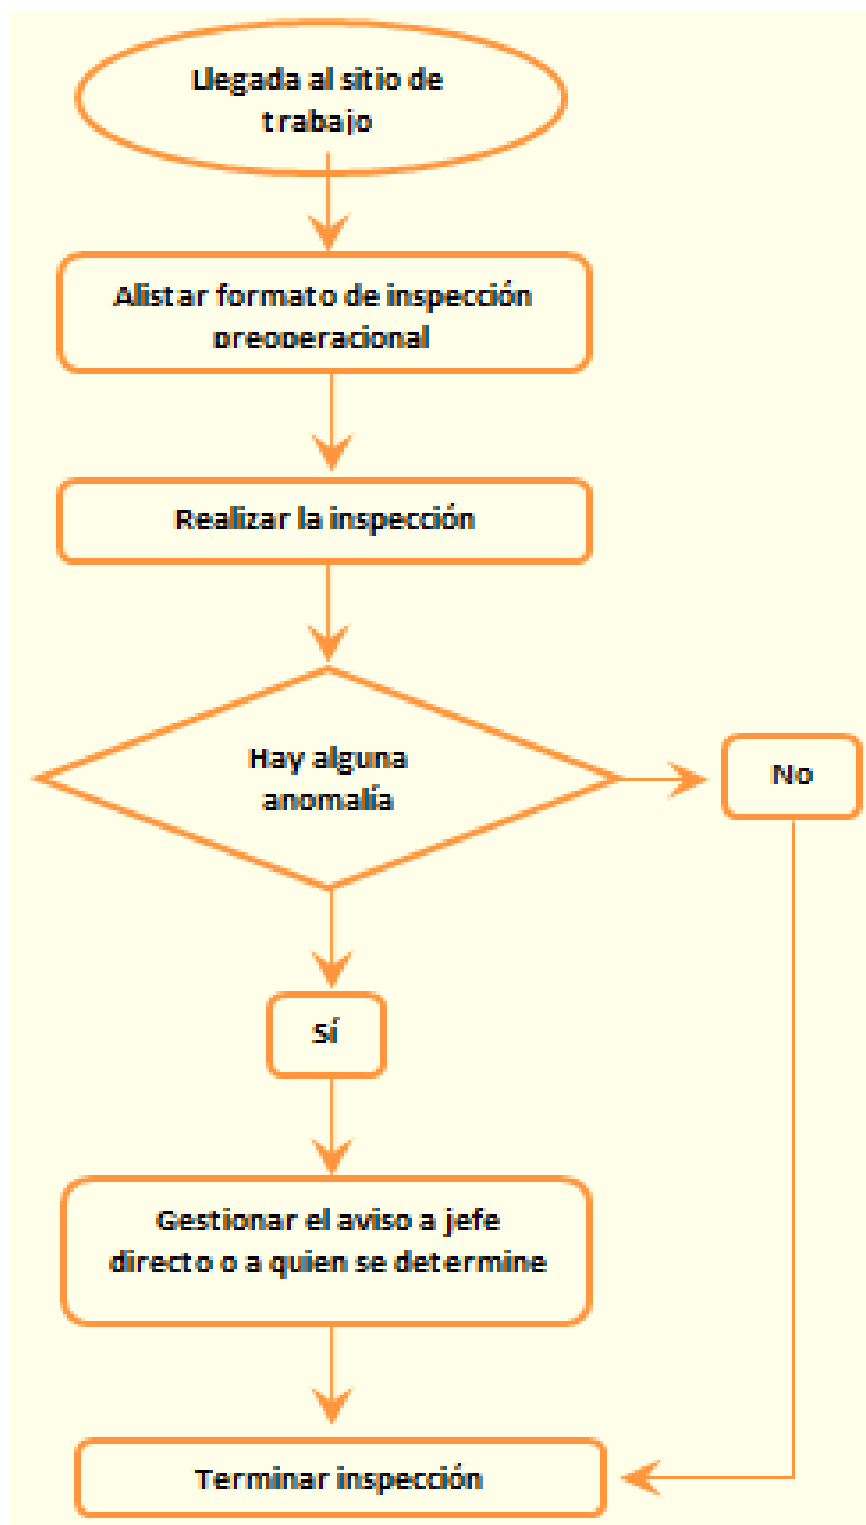 Llegada al sitio de
trabajo
Alistar formato de inspección
preoperacional
Realizar la inspección
Hay alguna
anomalía
No
Sí
Gestionar el aviso a jefe
directo o a quien se determine
Terminar inspección